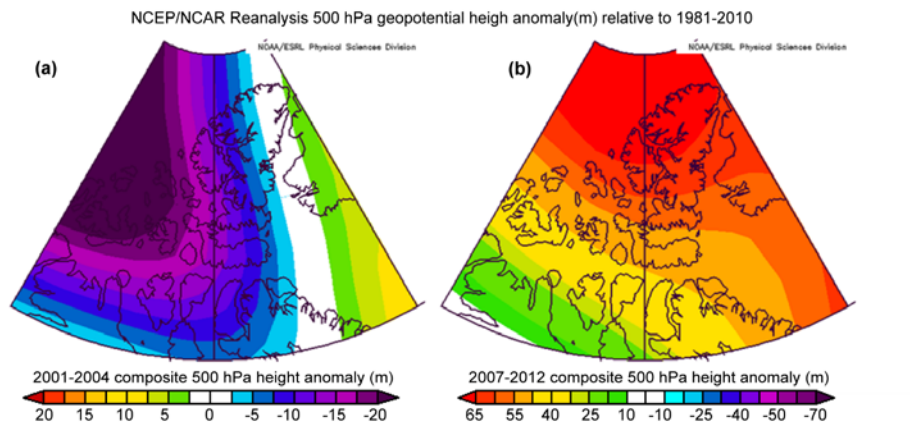 NCEP/NCAR Reanalysis 500 hPa geopotential heigh anomaly(m) relative to 1981-2010
NOAA/ESRL Physical Sciences Division
NOAA/ESRL Physical Sciences Division
(a)
(b)
2001-2004 composite 500 hPa height anomaly (m)
20 15 10 5 0 -5 -10 -15 -20
2007-2012 composite 500 hPa height anomaly (m)
65 55 40 25 10 -10 -25 -40 -50 -70